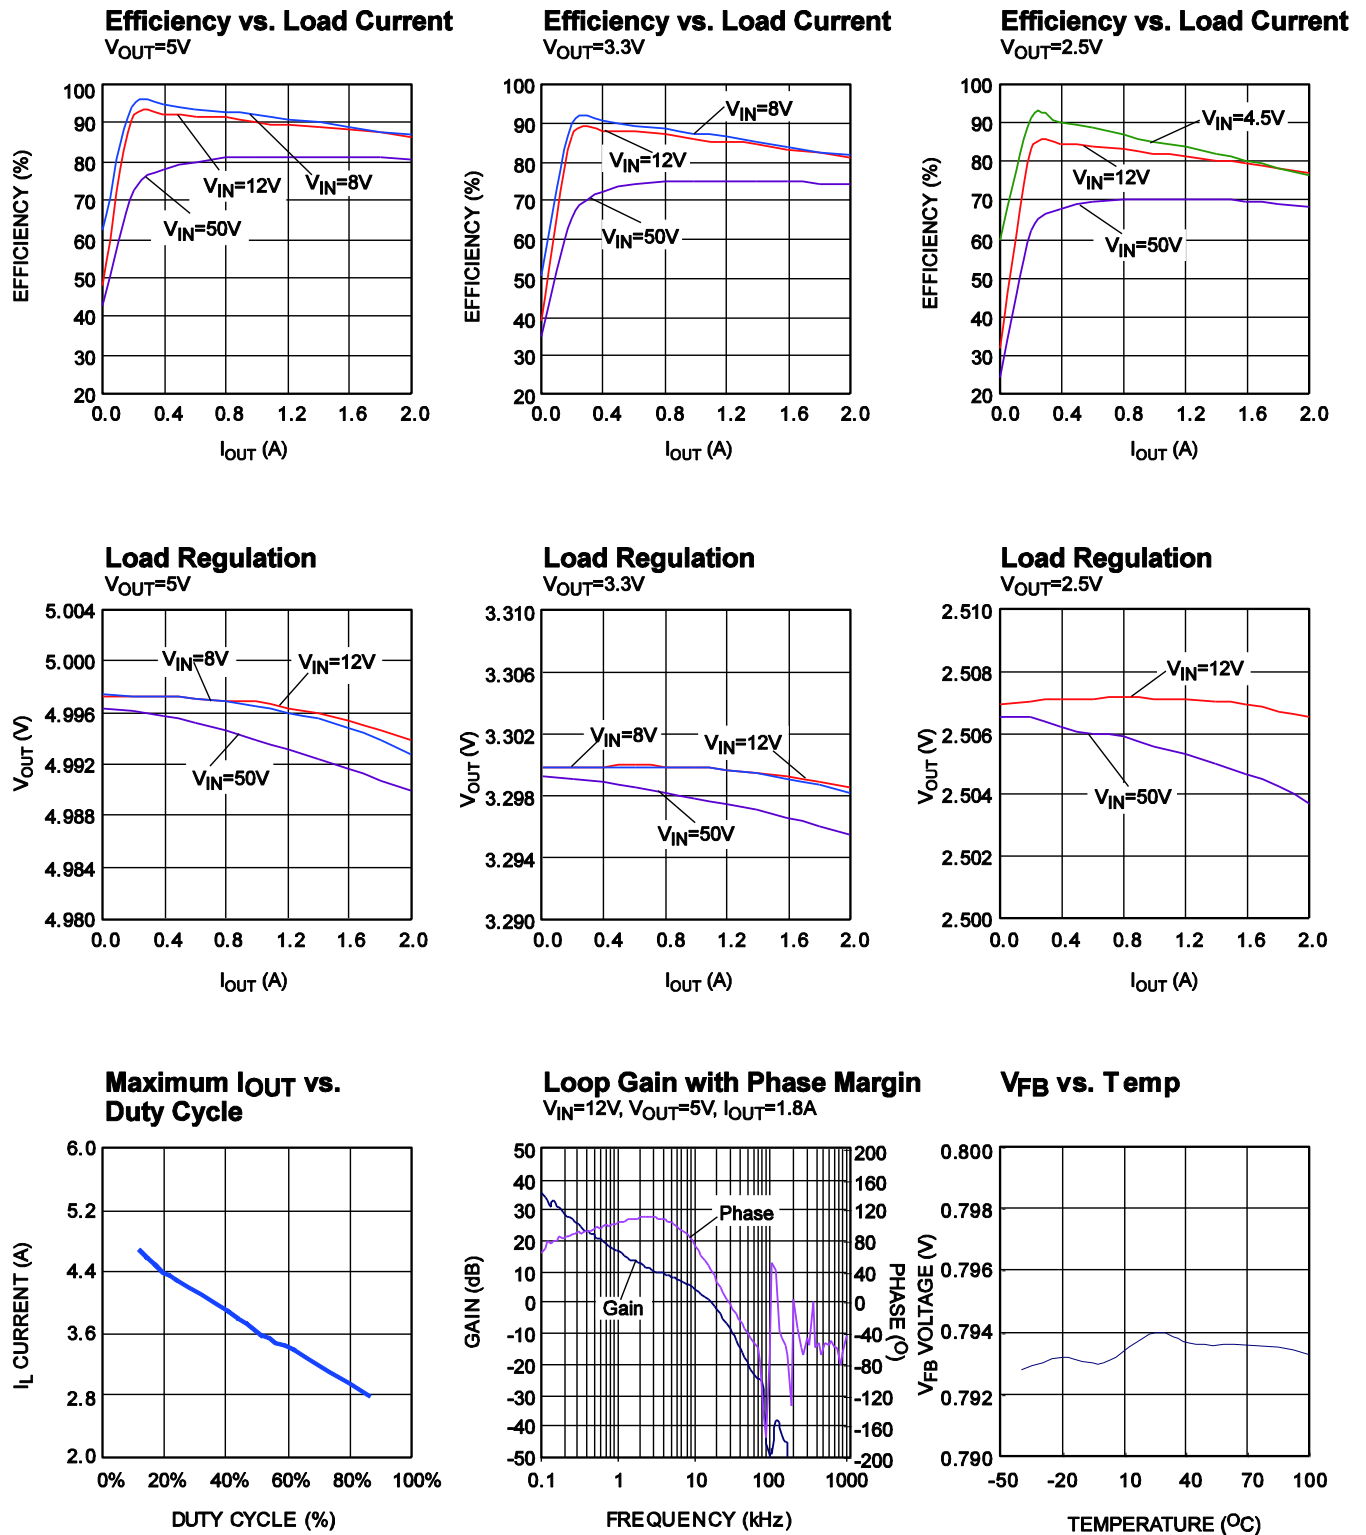 Efficiency vs. Load Current
VOUT=5V
100
90
80
70
60
50
40
30
20
EFFICIENCY (%)
VIN=12V
VIN=8V
VIN=50V
0.0 0.4 0.8 1.2 1.6 2.0
IOUT (A)
Efficiency vs. Load Current
VOUT=3.3V
100
90
80
70
60
50
40
30
20
EFFICIENCY (%)
VIN=8V
VIN=12V
VIN=50V
0.0 0.4 0.8 1.2 1.6 2.0
IOUT (A)
Efficiency vs. Load Current
VOUT=2.5V
100
90
80
70
60
50
40
30
20
EFFICIENCY (%)
VIN=4.5V
VIN=12V
VIN=50V
0.0 0.4 0.8 1.2 1.6 2.0
IOUT (A)
Load Regulation
VOUT=5V
5.004
5.000
4.996
4.992
4.988
4.984
4.980
VOUT (V)
VIN=8V
VIN=12V
VIN=50V
0.0 0.4 0.8 1.2 1.6 2.0
IOUT (A)
Load Regulation
VOUT=3.3V
3.310
3.306
3.302
3.298
3.294
3.290
VOUT (V)
VIN=8V
VIN=12V
VIN=50V
0.0 0.4 0.8 1.2 1.6 2.0
IOUT (A)
Load Regulation
VOUT=2.5V
2.510
2.508
2.506
2.504
2.502
2.500
VOUT (V)
VIN=12V
VIN=50V
0.0 0.4 0.8 1.2 1.6 2.0
IOUT (A)
Maximum IOUT vs.
Duty Cycle
6.0
5.2
4.4
3.6
2.8
2.0
IL CURRENT (A)
0% 20% 40% 60% 80% 100%
DUTY CYCLE (%)
Loop Gain with Phase Margin
VIN=12V, VOUT=5V, IOUT=1.8A
50
40
30
20
10
0
-10
-20
-30
-40
-50
GAIN (dB)
Phase
Gain
200
160
120
80
40
0
-40
-80
-120
-160
-200
PHASE (O)
0.1 1 10 100 1000
FREQUENCY (kHz)
VFB vs. Temp
0.800
0.798
0.796
0.794
0.792
0.790
VFB VOLTAGE (V)
-50 -20 10 40 70 100
TEMPERATURE (OC)